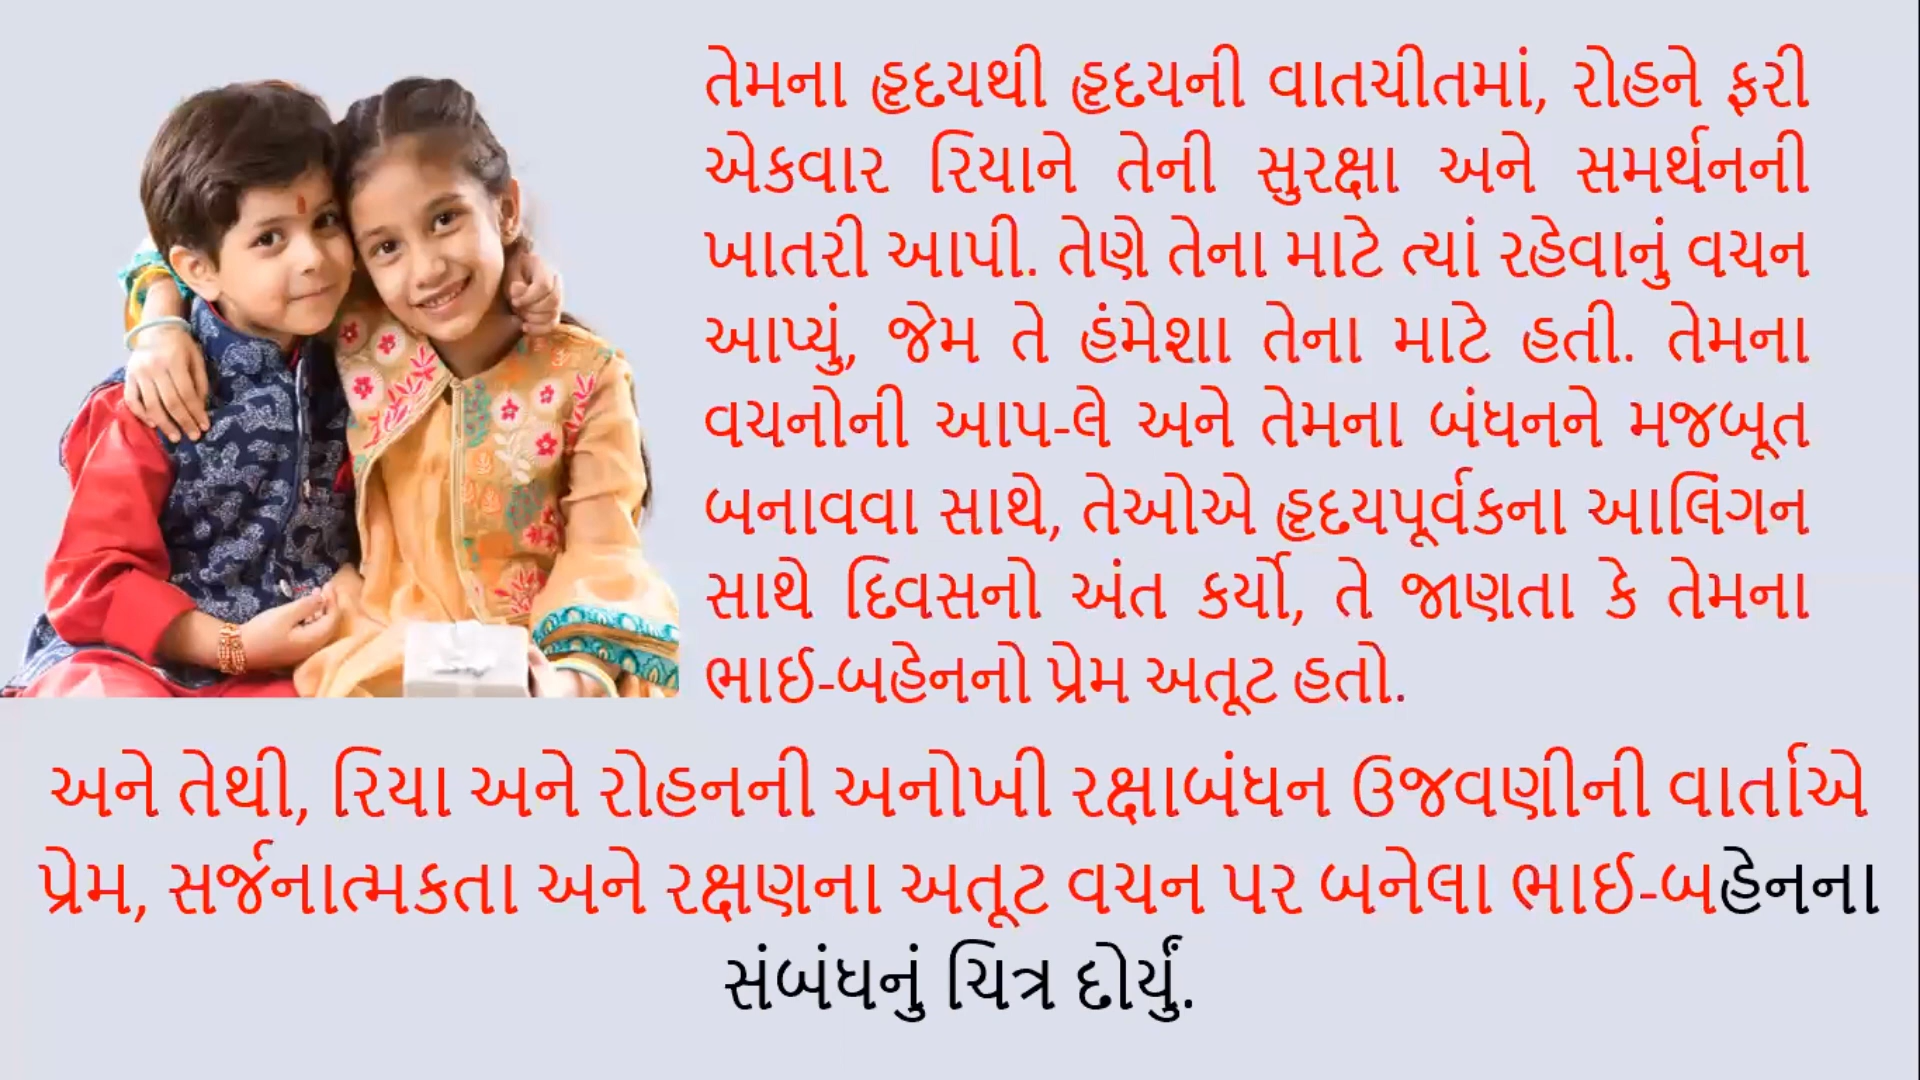 તેમના હૃદયથી હૃદયની વાતચીતમાં, રોહને ફરી
એકવાર રિયાને તેની સુરક્ષા અને સમર્થનની
ખાતરી આપી. તેણે તેના માટે ત્યાં રહેવાનું વચન
આપ્યું, જેમ તે હંમેશા તેના માટે હતી. તેમના
વચનોની આપ-લે અને તેમના બંધનને મજબૂત
બનાવવા સાથે, તેઓએ હૃદયપૂર્વકના આલિંગન
સાથે દિવસનો અંત કર્યો, તે જાણતા કે તેમના
ભાઈ-બહેનનો પ્રેમ અતૂટ હતો.
અને તેથી, રિયા અને રોહનની અનોખી રક્ષાબંધન ઉજવણીની વાર્તાએ
પ્રેમ, સર્જનાત્મકતા અને રક્ષણના અતૂટ વચન પર બનેલા ભાઈ-બહેનના
સંબંધનું ચિત્ર દોર્યું.